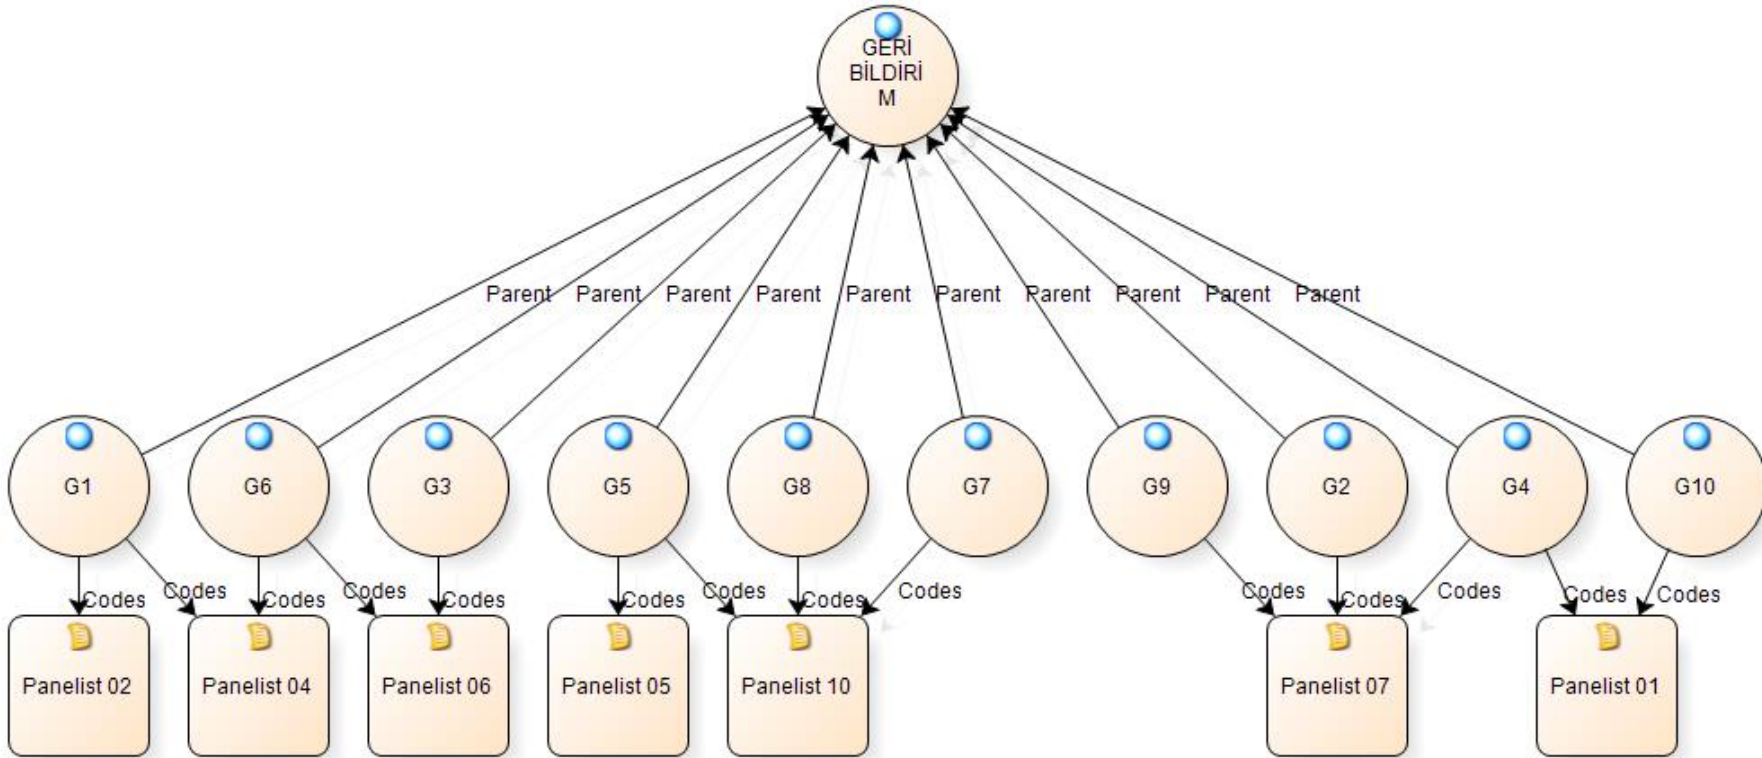 GERİ
BİLDİRİ
M
Parent Parent Parent Parent Parent Parent Parent Parent Parent Parent
G1 G6 G3 G5 G8 G7 G9 G2 G4 G10
Codes Codes Codes Codes Codes Codes Codes Codes Codes Codes Codes Codes Codes Codes
Panelist 02 Panelist 04 Panelist 06 Panelist 05 Panelist 10 Panelist 07 Panelist 01